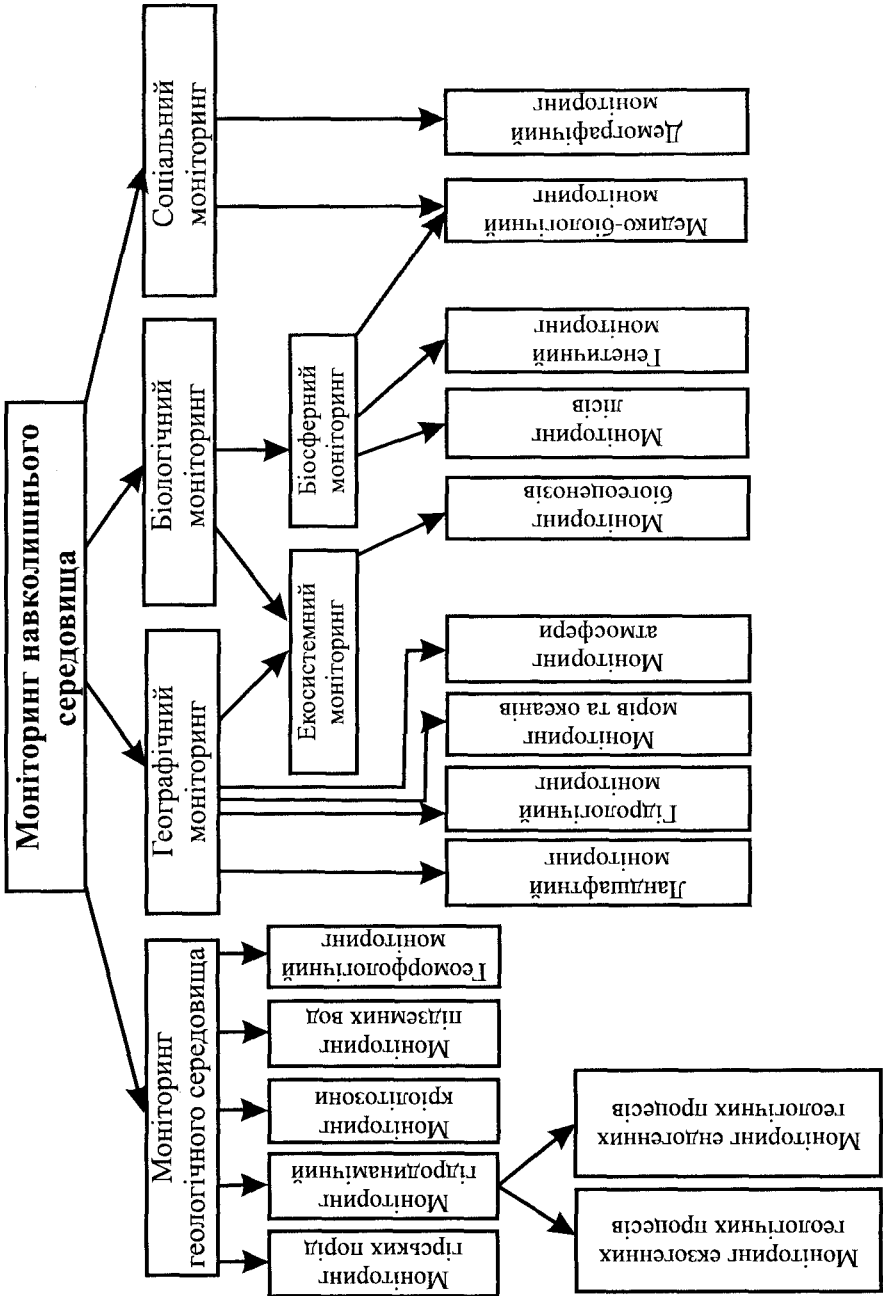 Моніторинг навколишнього
середовища
Моніторинг
геологічного середовища
Географічний
моніторинг
Біологічний
моніторинг
Соціальний
моніторинг
Екосистемний
моніторинг
Біосферний
моніторинг
Моніторинг
гірських порід
Моніторинг
гідродинамічний
Моніторинг
кріолітозони
Моніторинг
підземних вод
Геоморфологічний
моніторинг
Ландшафтний
моніторинг
Гідрологічний
моніторинг
Моніторинг
морів та океанів
Моніторинг
атмосфери
Моніторинг
біогеоценозів
Моніторинг
лісів
Генетичний
моніторинг
Медико-біологічний
моніторинг
Демографічний
моніторинг
Моніторинг екзогенних
геологічних процесів
Моніторинг ендогенних
геологічних процесів